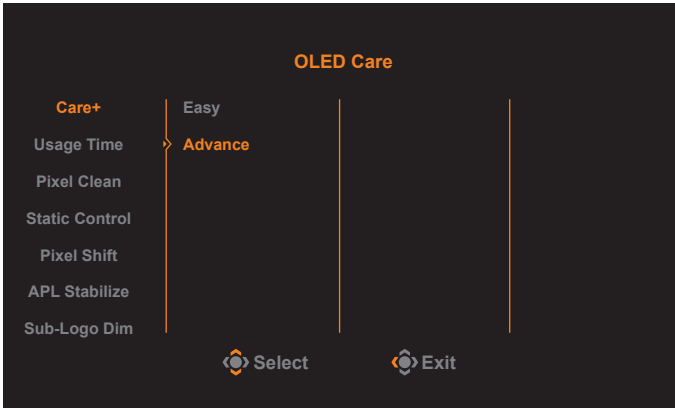 OLED Care
Care+
Easy
Usage Time
Advance
Pixel Clean
Static Control
Pixel Shift
APL Stabilize
Sub-Logo Dim
Select
Exit